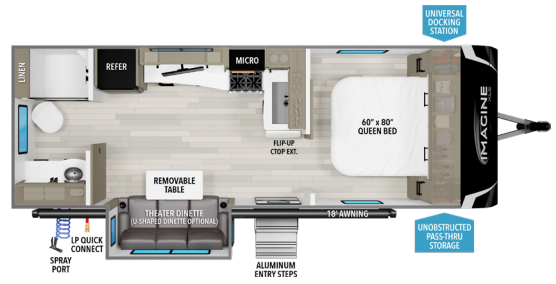 UNIVERSAL
DOCKING
STATION
LINEN
REFER
MICRO
60" x 80"
QUEEN BED
IMAGINE
XLS
FLIP-UP
CTOP EXT.
REMOVABLE
TABLE
THEATER DINETTE
(U-SHAPED DINETTE OPTIONAL)
18' AWNING
LP QUICK
CONNECT
SPRAY
PORT
ALUMINUM
ENTRY STEPS
UNOBSTRUCTED
PASS-THRU
STORAGE